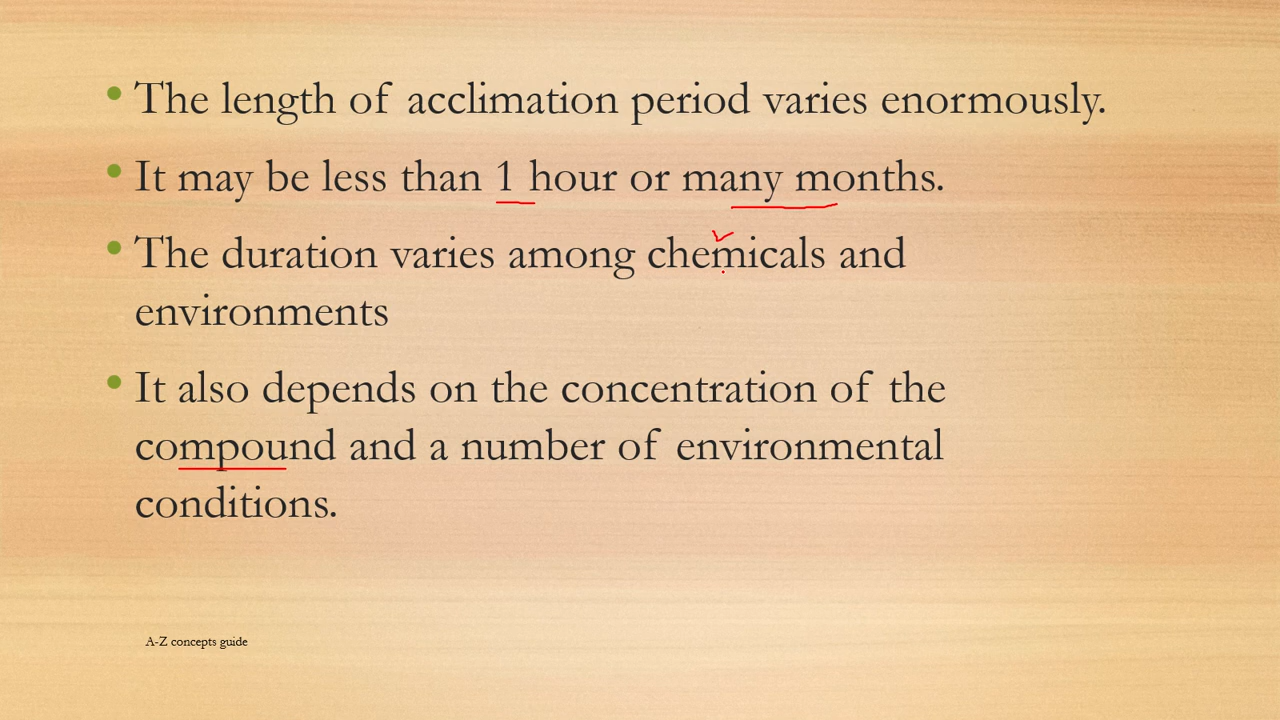 • The length of acclimation period varies enormously.
• It may be less than 1 hour or many months.
• The duration varies among chemicals and
environments
• It also depends on the concentration of the
compound and a number of environmental
conditions.
A-Z concepts guide